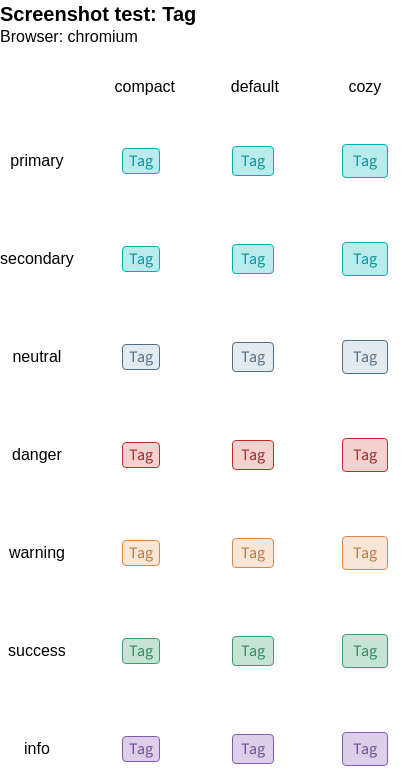 Screenshot test: Tag
Browser: chromium
compact default cozy
primary Tag Tag Tag
secondary Tag Tag Tag
neutral Tag Tag Tag
danger Tag Tag Tag
warning Tag Tag Tag
success Tag Tag Tag
info Tag Tag Tag